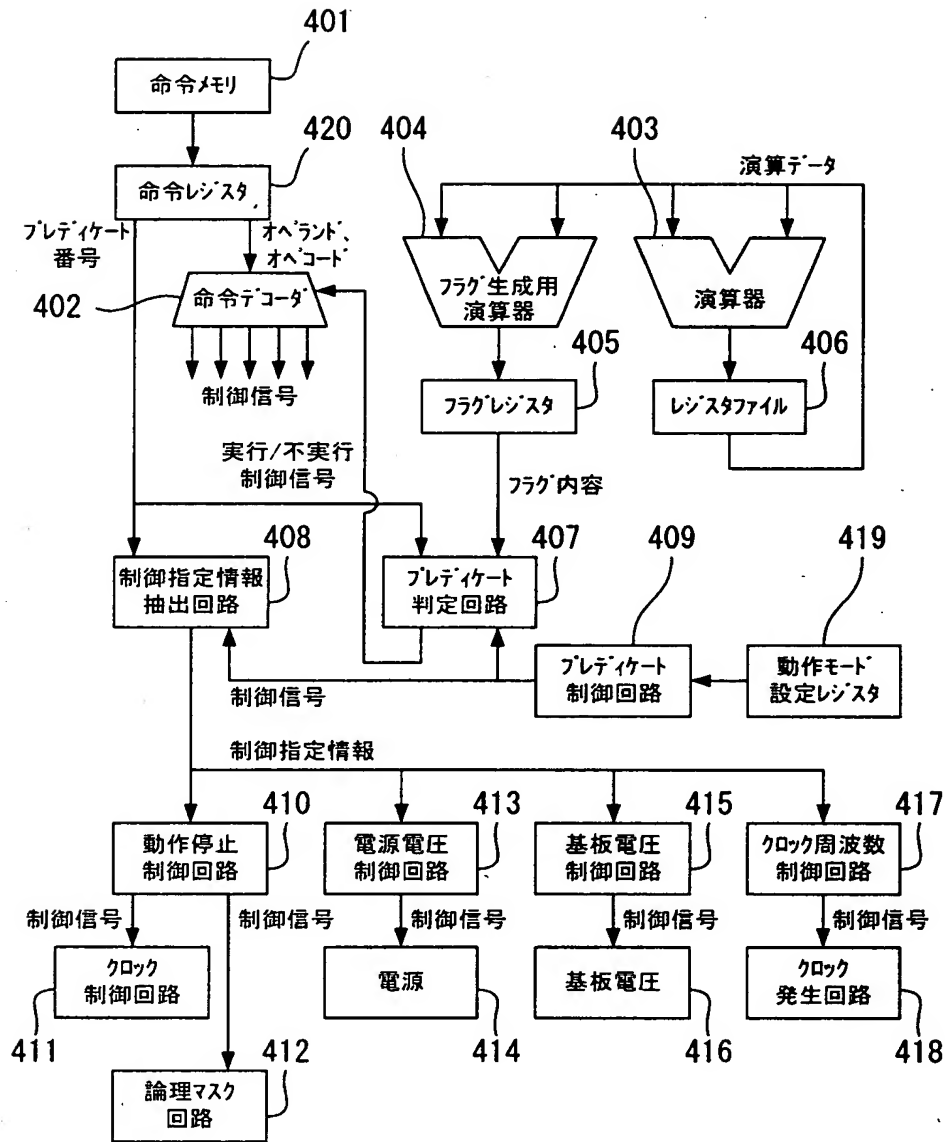 401
命令メモリ
420
404
403
命令レジスタ
演算データ
プレディケート
番号
オペランド、
オペコード
402
命令デコーダ
フラグ生成用
演算器
演算器
405
406
制御信号
フラグレジスタ
レジスタファイル
実行/不実行
制御信号
フラグ内容
408
407
409
419
制御指定情報
抽出回路
プレディケート
判定回路
プレディケート
制御回路
動作モード
設定レジスタ
制御信号
制御指定情報
410
413
415
417
動作停止
制御回路
電源電圧
制御回路
基板電圧
制御回路
クロック周波数
制御回路
制御信号
制御信号
制御信号
制御信号
制御信号
クロック
制御回路
電源
基板電圧
クロック
発生回路
411
412
414
416
418
論理マスク
回路